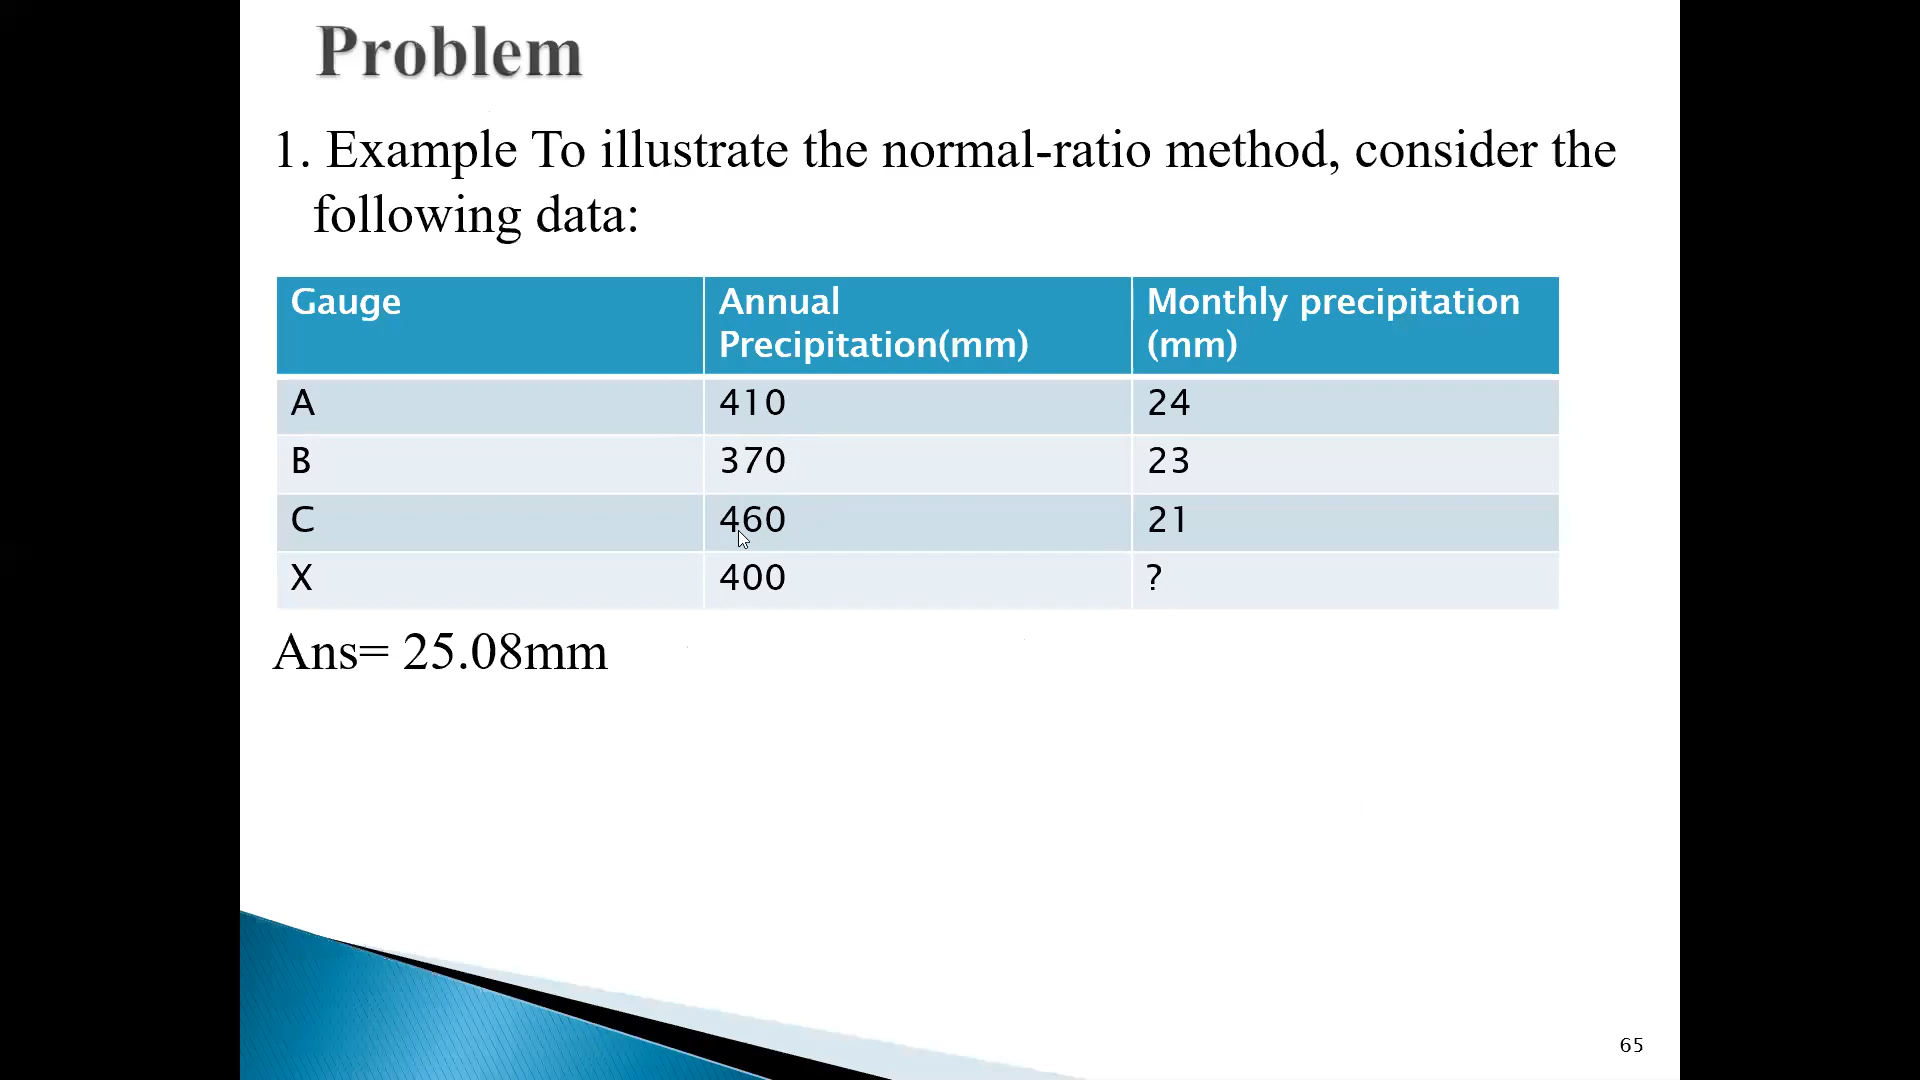 Problem
1. Example To illustrate the normal-ratio method, consider the
following data:
Gauge Annual Precipitation(mm) Monthly precipitation (mm)
A 410 24
B 370 23
C 460 21
X 400 ?
Ans= 25.08mm
65